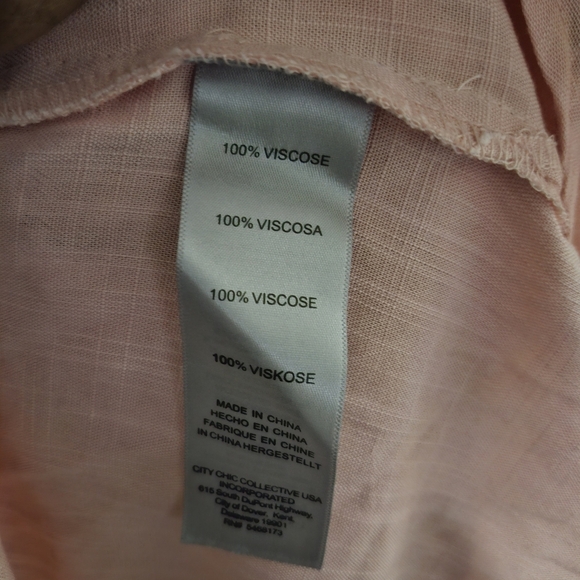 100% VISCOSE
100% VISCOSA
100% VISCOSE
100% VISKOSE
MADE IN CHINA
HECHO EN CHINA
FABRIQUE EN CHINE
IN CHINA HERGESTELLT
CITY CHIC COLLECTIVE USA
INCORPORATED
615 South DuPont Highway,
City of Dover, Kent,
Delaware 19901
RN#